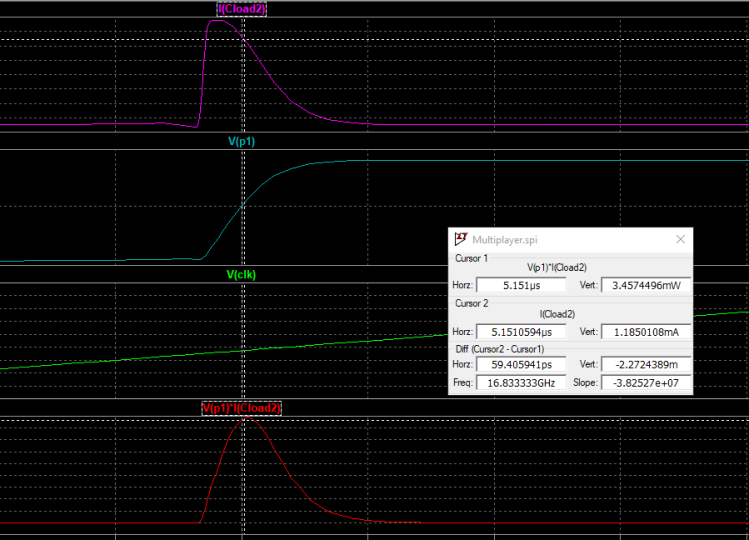 I(Cload2)
V(p1)
V(clk)
V(p1)*I(Cload2)
Multiplayer.spi
Cursor 1
V(p1)*I(Cload2)
Horz: 5.151µs Vert: 3.4574496mW
Cursor 2
I(Cload2)
Horz: 5.1510594µs Vert: 1.1850108mA
Diff (Cursor2 - Cursor1)
Horz: 59.405941ps Vert: -2.2724389m
Freq: 16.833333GHz Slope: -3.82527e+07